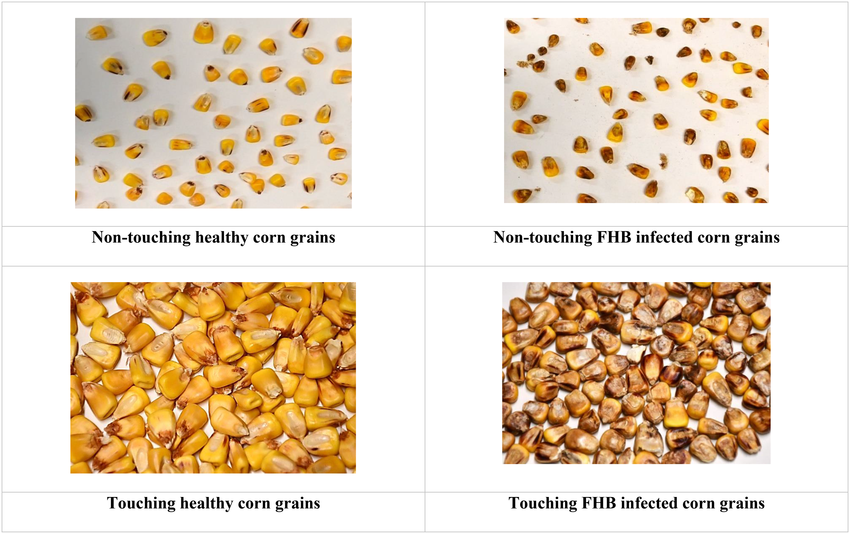 Non-touching healthy corn grains
Non-touching FHB infected corn grains
Touching healthy corn grains
Touching FHB infected corn grains